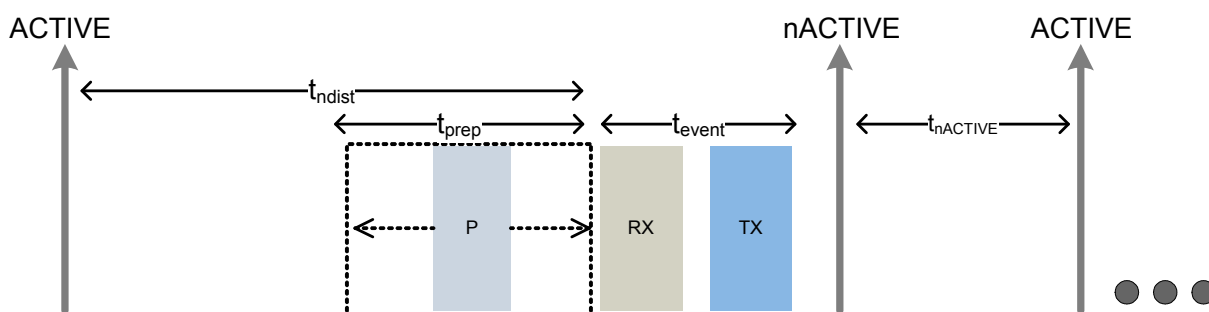 ACTIVE nACTIVE ACTIVE
tndist
tprep tevent tnACTIVE
P RX TX